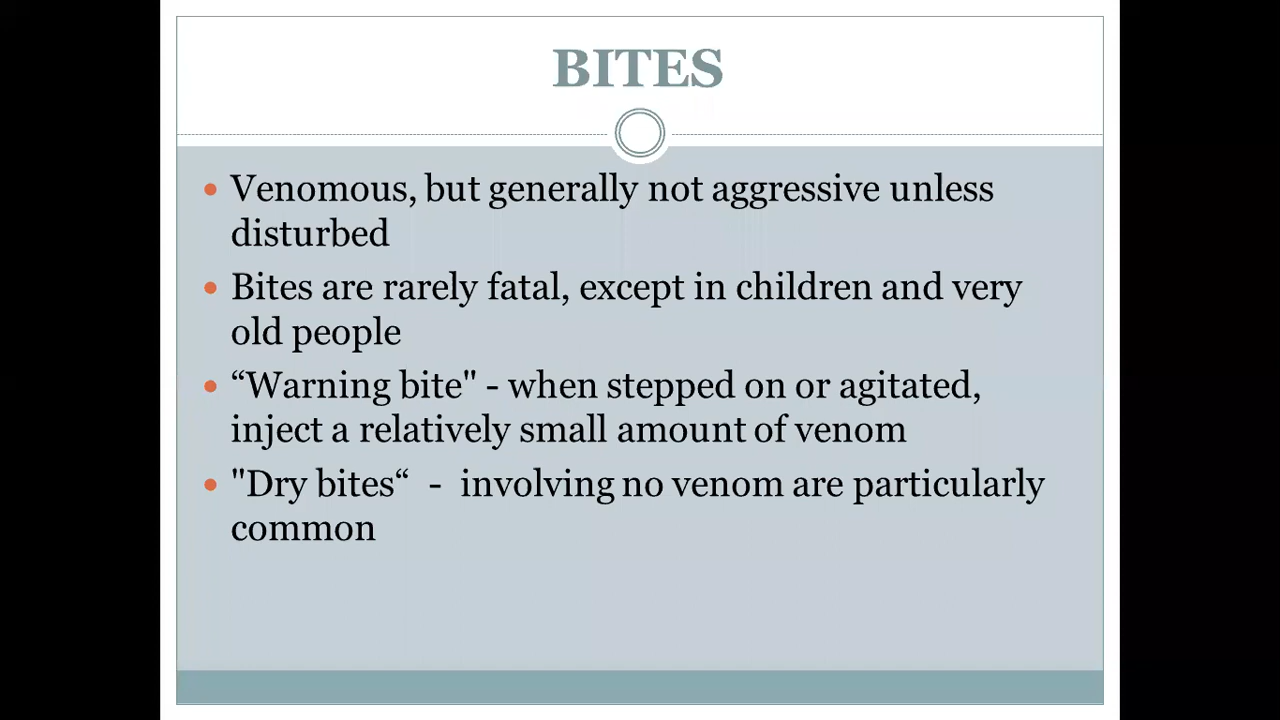 BITES
• Venomous, but generally not aggressive unless
disturbed
• Bites are rarely fatal, except in children and very
old people
• “Warning bite" - when stepped on or agitated,
inject a relatively small amount of venom
• "Dry bites“ - involving no venom are particularly
common